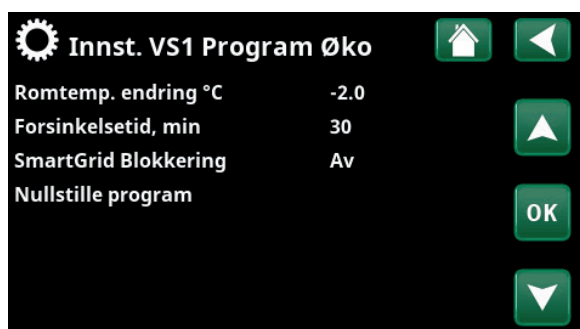 Innst. VS1 Program Øko
Romtemp. endring °C -2.0
Forsinkelsetid, min 30
SmartGrid Blokkering Av
Nullstille program
OK